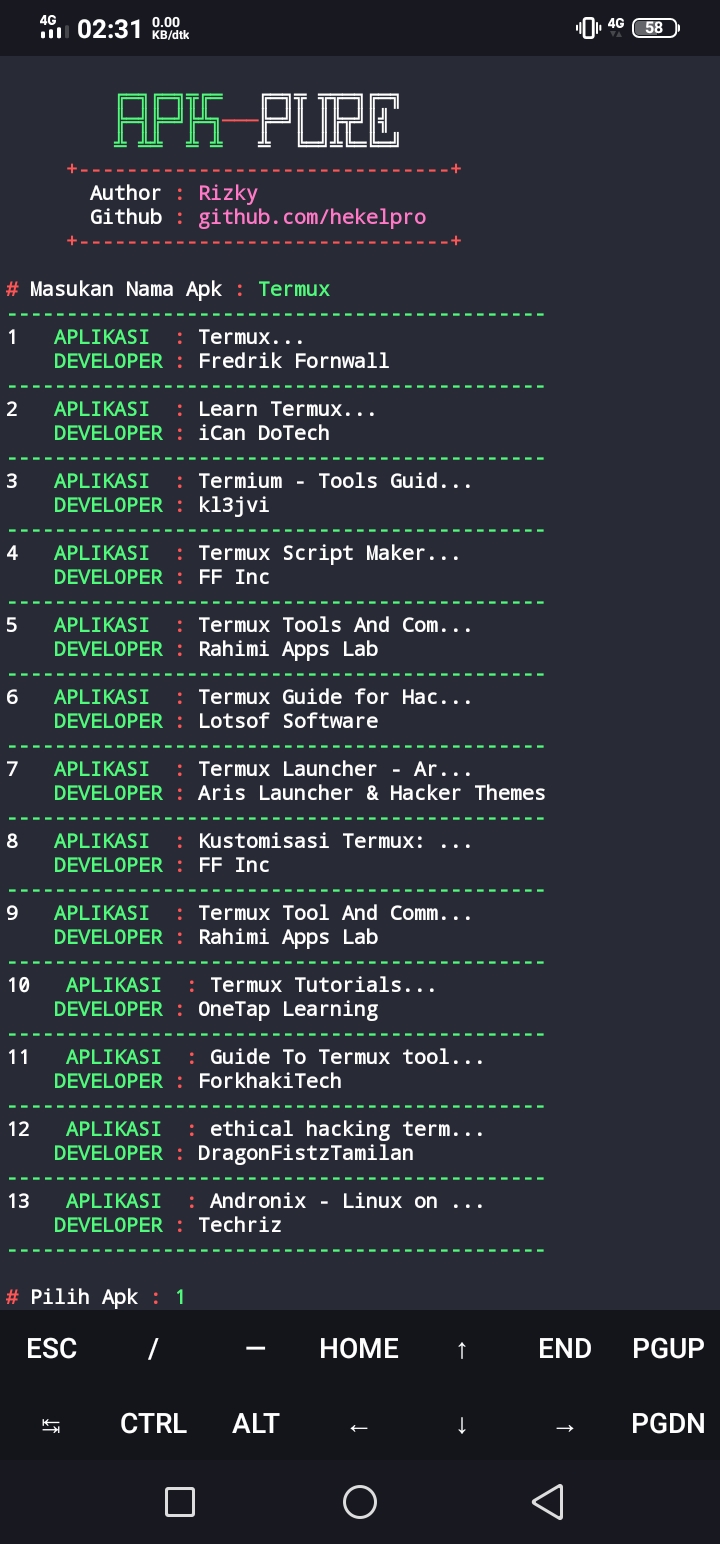 4G 02:31 0.00 KB/dtk 4G 58
APK—PURE
+-------------------------------+
Author : Rizky
Github : github.com/hekelpro
+-------------------------------+
# Masukan Nama Apk : Termux
---------------------------------------------
1 APLIKASI : Termux...
DEVELOPER : Fredrik Fornwall
---------------------------------------------
2 APLIKASI : Learn Termux...
DEVELOPER : iCan DoTech
---------------------------------------------
3 APLIKASI : Termium - Tools Guid...
DEVELOPER : kl3jvi
---------------------------------------------
4 APLIKASI : Termux Script Maker...
DEVELOPER : FF Inc
---------------------------------------------
5 APLIKASI : Termux Tools And Com...
DEVELOPER : Rahimi Apps Lab
---------------------------------------------
6 APLIKASI : Termux Guide for Hac...
DEVELOPER : Lotsof Software
---------------------------------------------
7 APLIKASI : Termux Launcher - Ar...
DEVELOPER : Aris Launcher & Hacker Themes
---------------------------------------------
8 APLIKASI : Kustomisasi Termux: ...
DEVELOPER : FF Inc
---------------------------------------------
9 APLIKASI : Termux Tool And Comm...
DEVELOPER : Rahimi Apps Lab
---------------------------------------------
10 APLIKASI : Termux Tutorials...
DEVELOPER : OneTap Learning
---------------------------------------------
11 APLIKASI : Guide To Termux tool...
DEVELOPER : ForkhakiTech
---------------------------------------------
12 APLIKASI : ethical hacking term...
DEVELOPER : DragonFistzTamilan
---------------------------------------------
13 APLIKASI : Andronix - Linux on ...
DEVELOPER : Techriz
---------------------------------------------
# Pilih Apk : 1
ESC / — HOME ↑ END PGUP
↹ CTRL ALT ← ↓ → PGDN